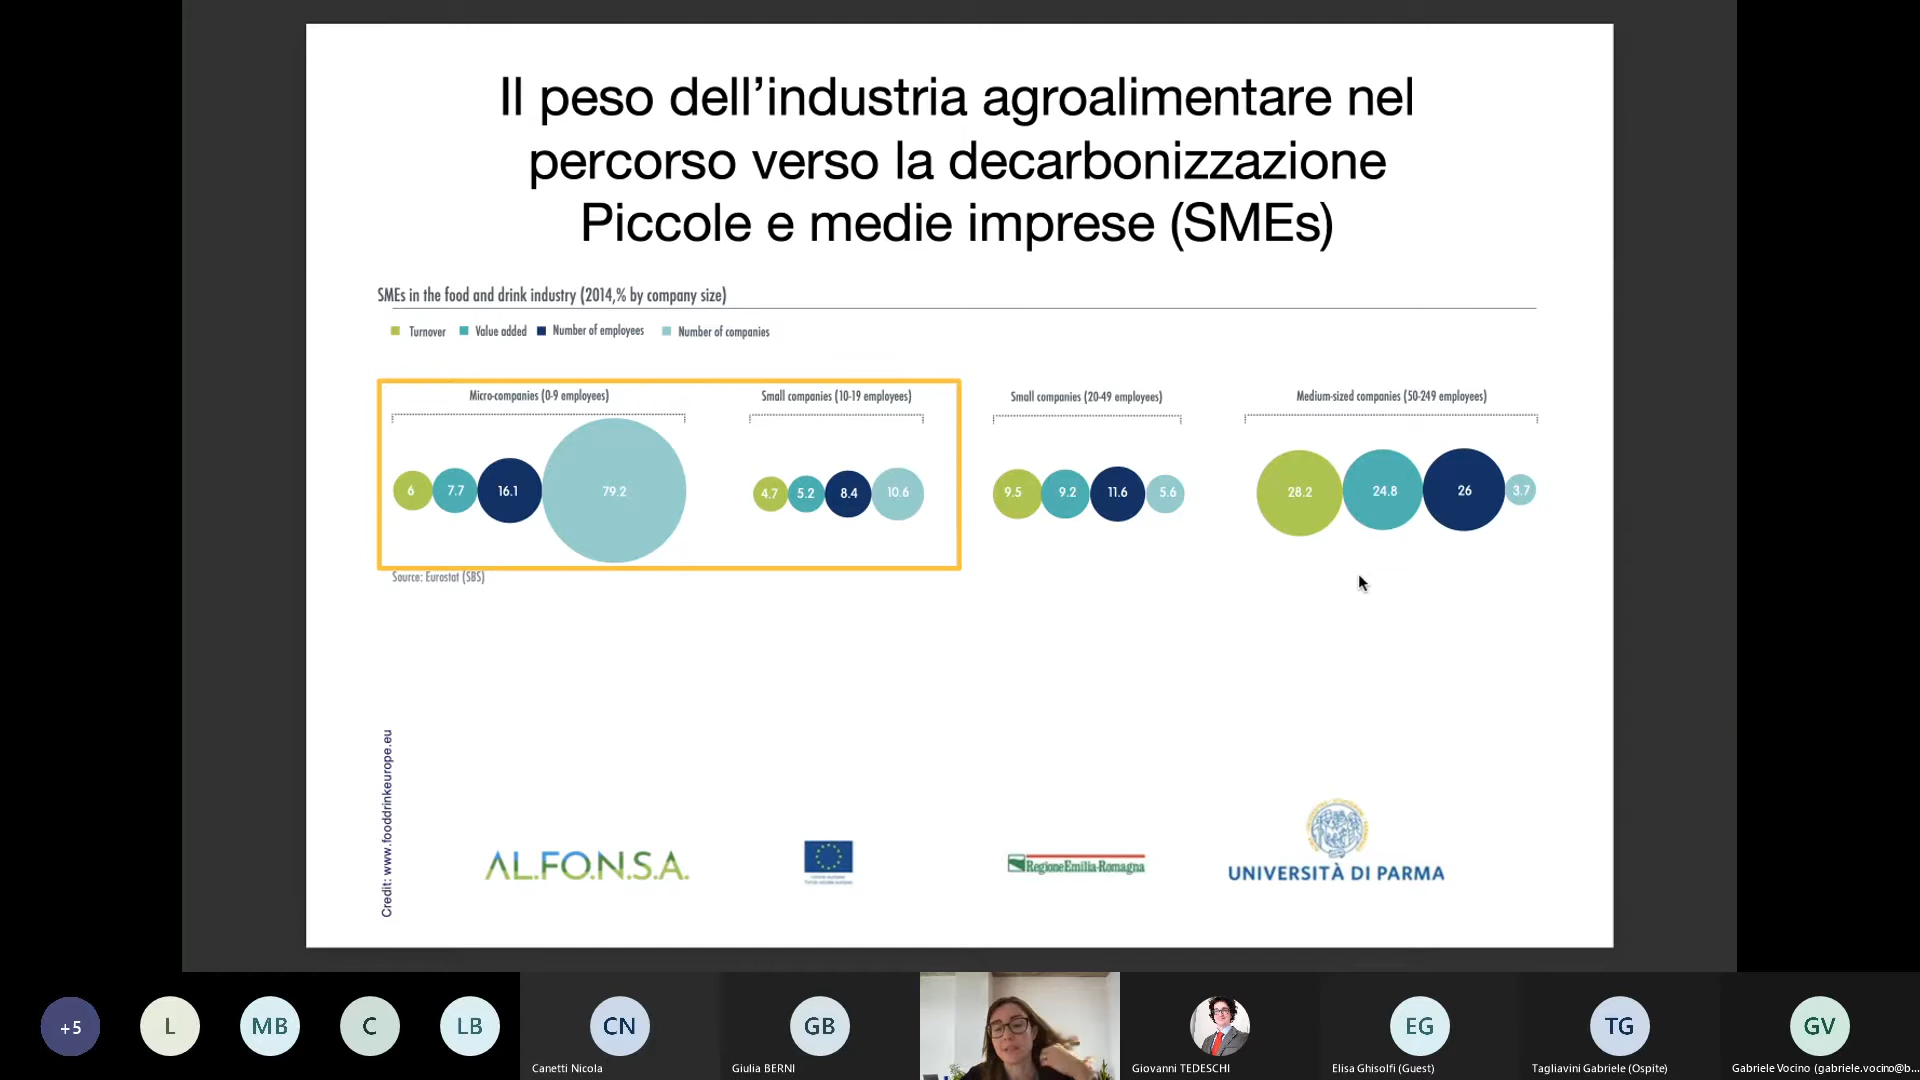 Il peso dell’industria agroalimentare nel
percorso verso la decarbonizzazione
Piccole e medie imprese (SMEs)
SMEs in the food and drink industry (2014,% by company size)
Turnover Value added Number of employees Number of companies
Micro-companies (0-9 employees) Small companies (10-19 employees) Small companies (20-49 employees) Medium-sized companies (50-249 employees)
6 7.7 16.1 79.2 4.7 5.2 8.4 10.6 9.5 9.2 11.6 5.6 28.2 24.8 26 3.7
Source: Eurostat (SBS)
Credit: www.fooddrinkeurope.eu
AL.FO.N.S.A.
RegioneEmilia-Romagna
UNIVERSITÀ DI PARMA
+5 L MB C LB CN GB EG TG GV
Canetti Nicola Giulia BERNI Giovanni TEDESCHI Elisa Ghisolfi (Guest) Tagliavini Gabriele (Ospite) Gabriele Vocino (gabriele.vocino@b...